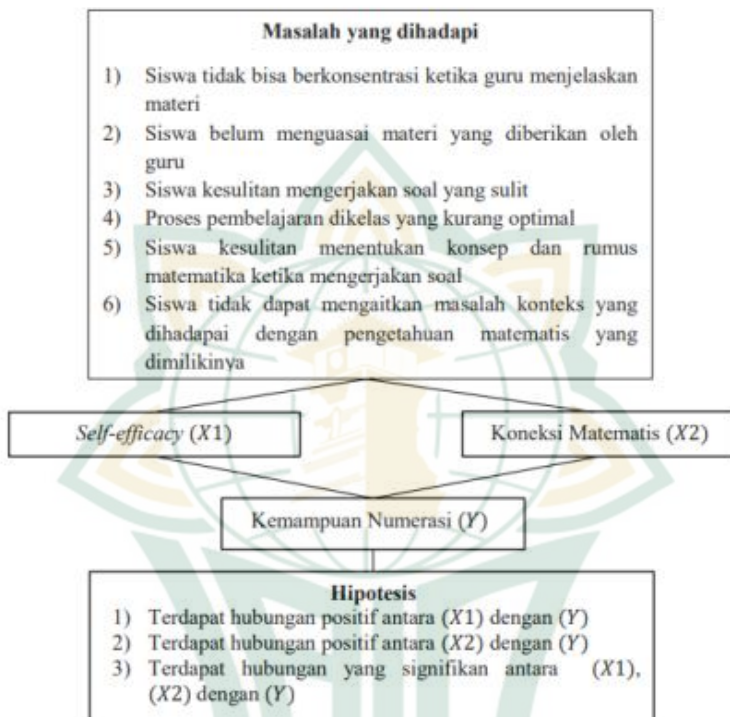 Masalah yang dihadapi
1) Siswa tidak bisa berkonsentrasi ketika guru menjelaskan
materi
2) Siswa belum menguasai materi yang diberikan oleh
guru
3) Siswa kesulitan mengerjakan soal yang sulit
4) Proses pembelajaran dikelas yang kurang optimal
5) Siswa kesulitan menentukan konsep dan rumus
matematika ketika mengerjakan soal
6) Siswa tidak dapat mengaitkan masalah konteks yang
dihadapai dengan pengetahuan matematis yang
dimilikinya
Self-efficacy (X1)
Koneksi Matematis (X2)
Kemampuan Numerasi (Y)
Hipotesis
1) Terdapat hubungan positif antara (X1) dengan (Y)
2) Terdapat hubungan positif antara (X2) dengan (Y)
3) Terdapat hubungan yang signifikan antara (X1),
(X2) dengan (Y)